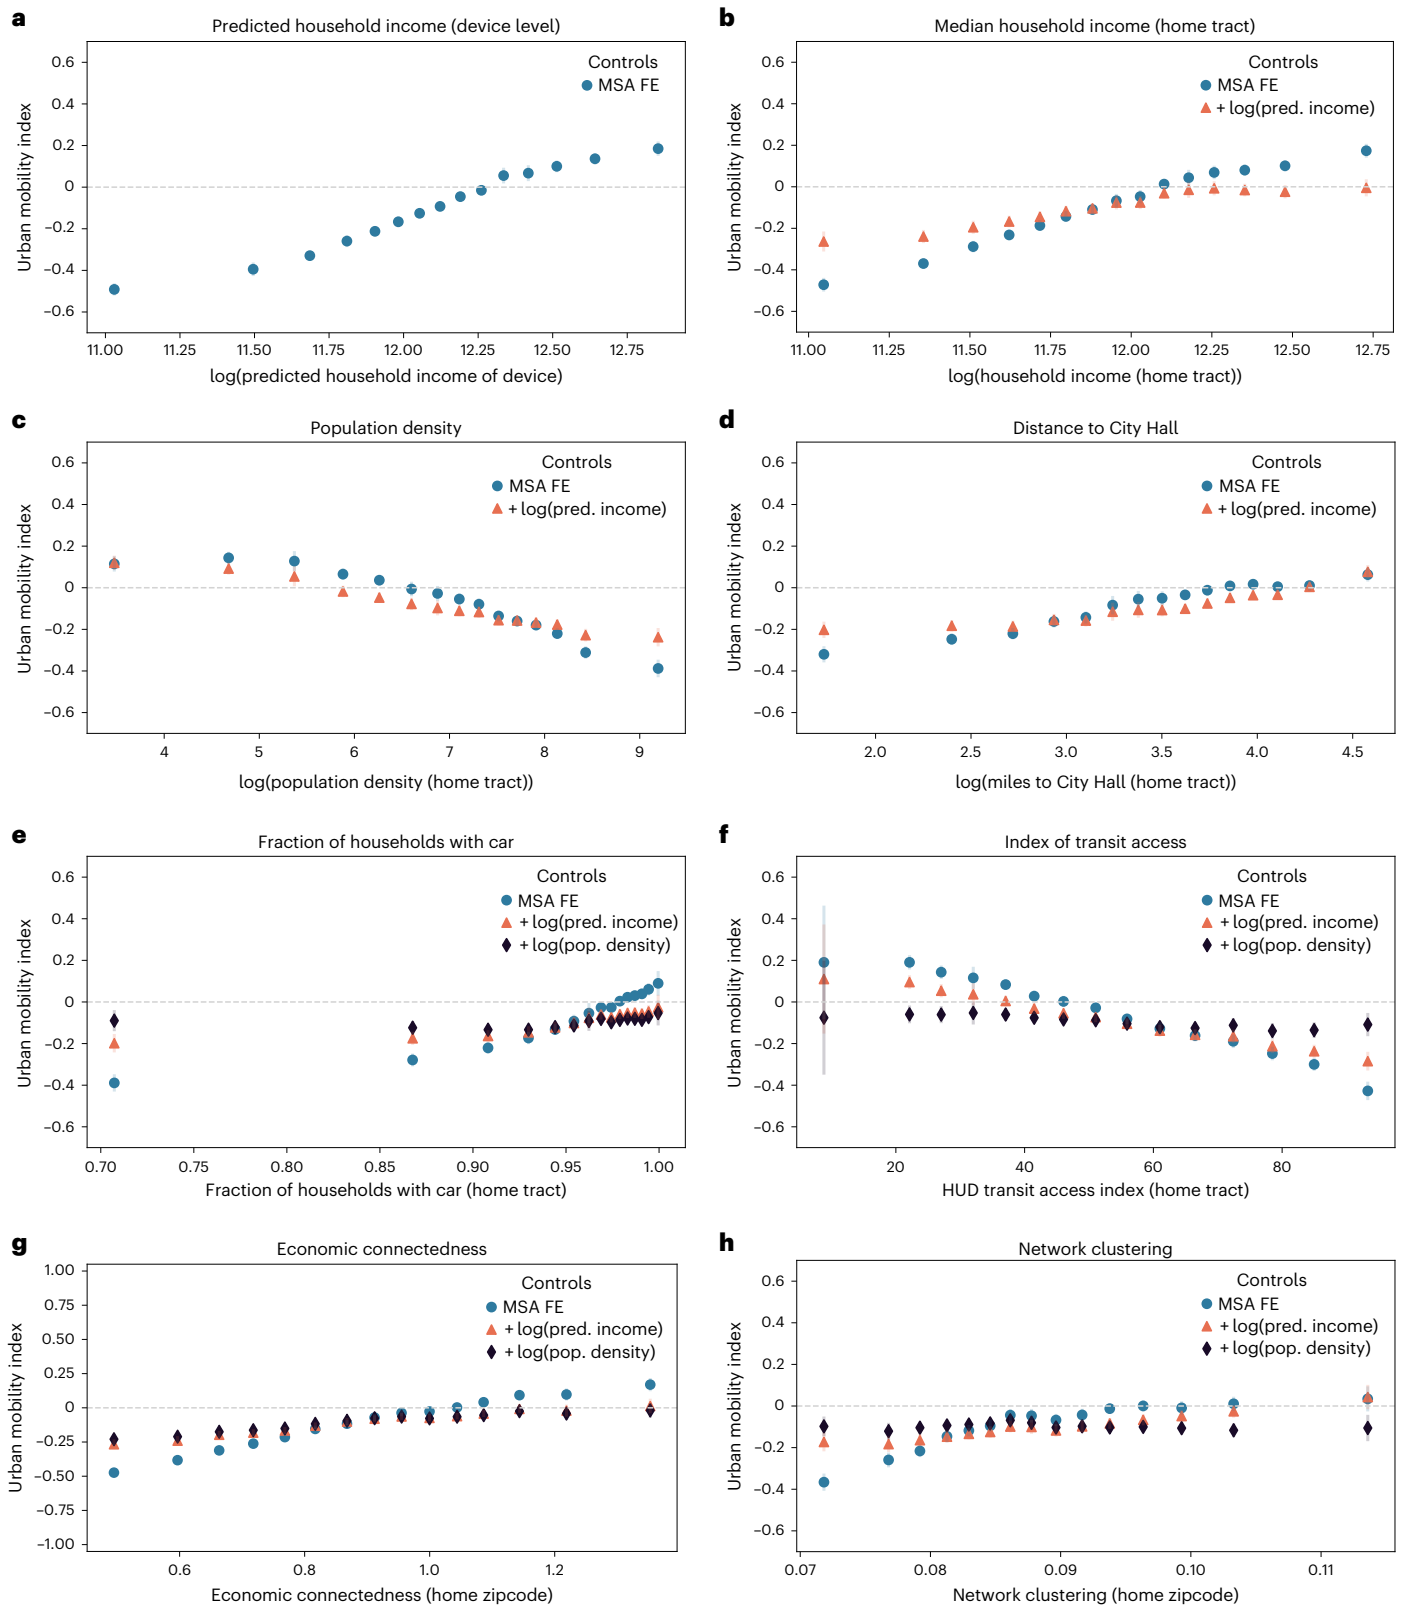 a
Predicted household income (device level)
Controls
MSA FE
0.6
0.4
0.2
0
–0.2
–0.4
–0.6
Urban mobility index
11.00 11.25 11.50 11.75 12.00 12.25 12.50 12.75
log(predicted household income of device)
b
Median household income (home tract)
Controls
MSA FE
+ log(pred. income)
0.6
0.4
0.2
0
–0.2
–0.4
–0.6
Urban mobility index
11.00 11.25 11.50 11.75 12.00 12.25 12.50 12.75
log(household income (home tract))
c
Population density
Controls
MSA FE
+ log(pred. income)
0.6
0.4
0.2
0
–0.2
–0.4
–0.6
Urban mobility index
4 5 6 7 8 9
log(population density (home tract))
d
Distance to City Hall
Controls
MSA FE
+ log(pred. income)
0.6
0.4
0.2
0
–0.2
–0.4
–0.6
Urban mobility index
2.0 2.5 3.0 3.5 4.0 4.5
log(miles to City Hall (home tract))
e
Fraction of households with car
Controls
MSA FE
+ log(pred. income)
+ log(pop. density)
0.6
0.4
0.2
0
–0.2
–0.4
–0.6
Urban mobility index
0.70 0.75 0.80 0.85 0.90 0.95 1.00
Fraction of households with car (home tract)
f
Index of transit access
Controls
MSA FE
+ log(pred. income)
+ log(pop. density)
0.6
0.4
0.2
0
–0.2
–0.4
–0.6
Urban mobility index
20 40 60 80
HUD transit access index (home tract)
g
Economic connectedness
Controls
MSA FE
+ log(pred. income)
+ log(pop. density)
1.00
0.75
0.50
0.25
0
–0.25
–0.50
–0.75
–1.00
Urban mobility index
0.6 0.8 1.0 1.2
Economic connectedness (home zipcode)
h
Network clustering
Controls
MSA FE
+ log(pred. income)
+ log(pop. density)
0.6
0.4
0.2
0
–0.2
–0.4
–0.6
Urban mobility index
0.07 0.08 0.09 0.10 0.11
Network clustering (home zipcode)